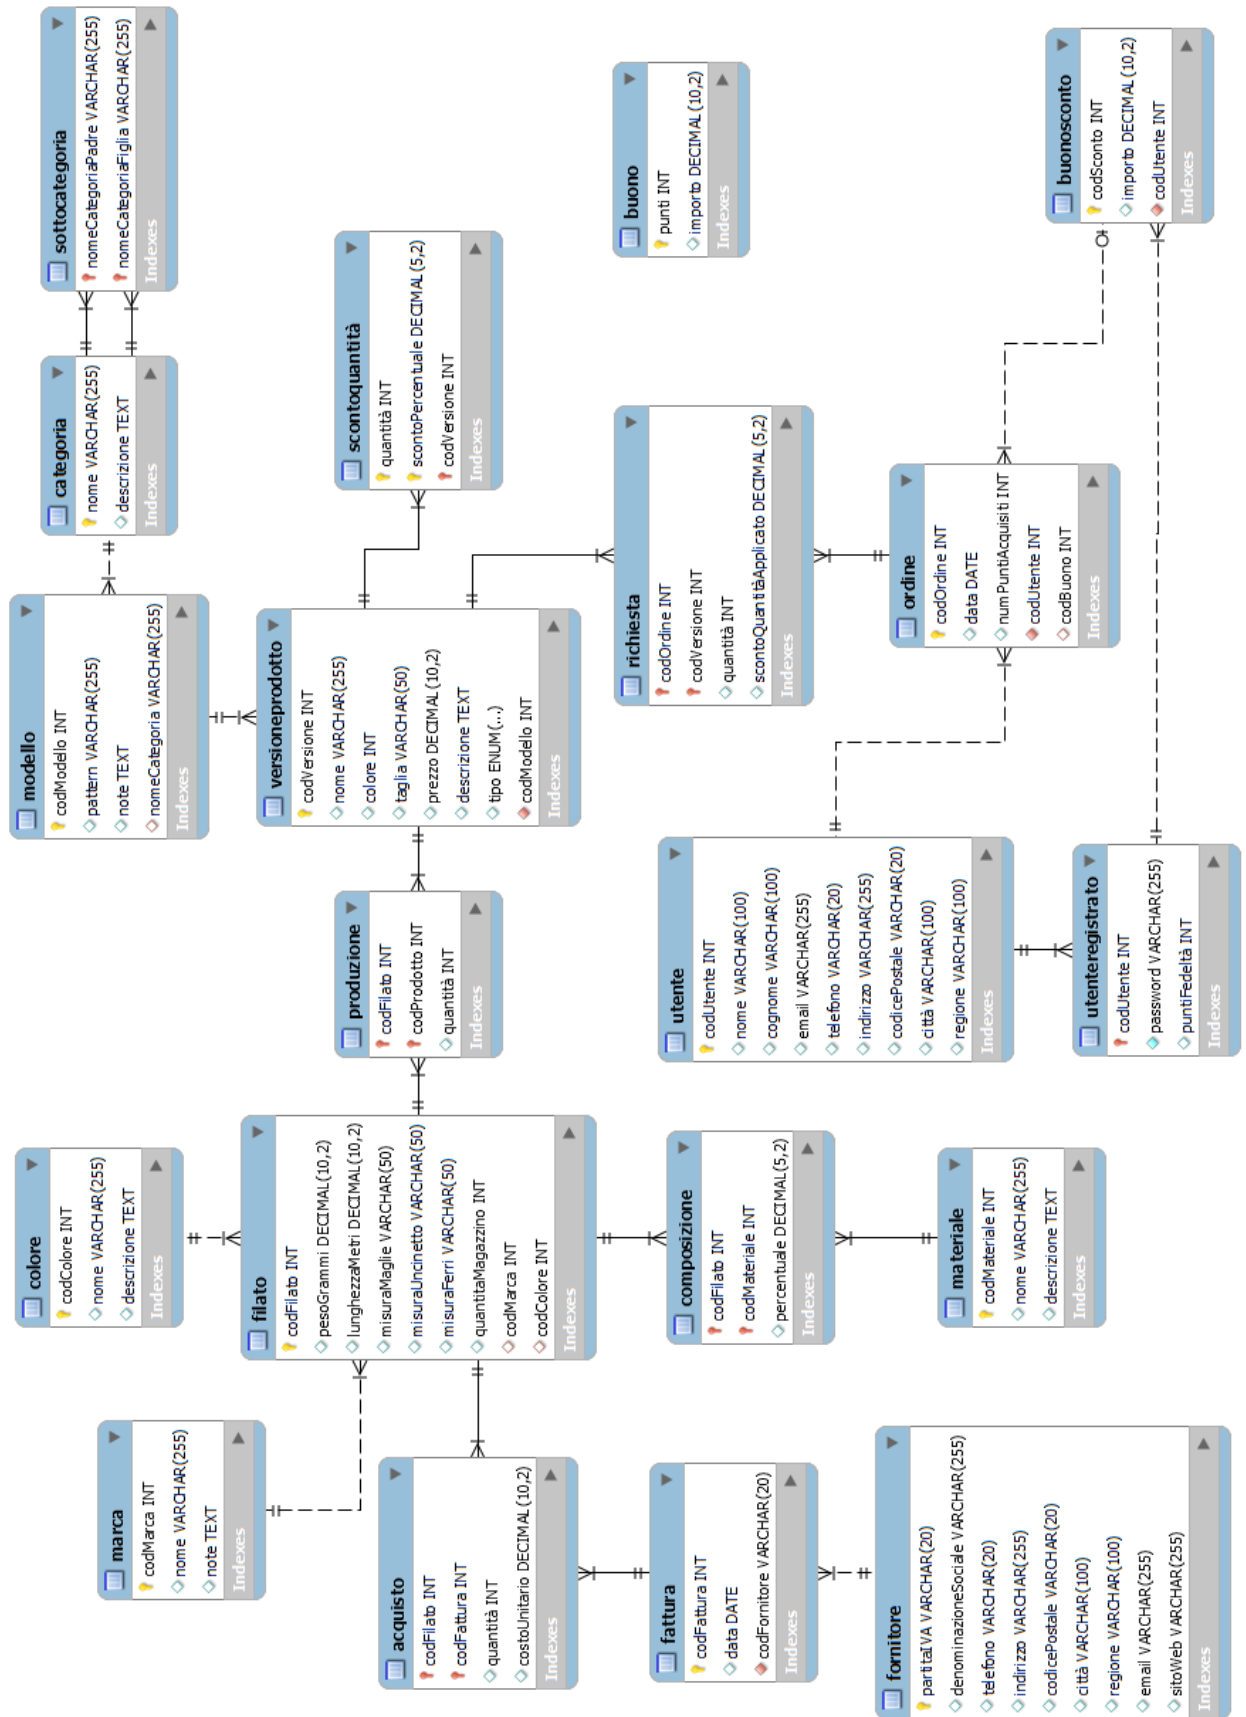 marca
codMarca INT
nome VARCHAR(255)
note TEXT
Indexes
colore
codColore INT
nome VARCHAR(255)
descrizione TEXT
Indexes
modello
codModello INT
pattern VARCHAR(255)
note TEXT
nomeCategoria VARCHAR(255)
Indexes
categoria
nome VARCHAR(255)
descrizione TEXT
Indexes
sottocategoria
nomeCategoriaPadre VARCHAR(255)
nomeCategoriaFiglia VARCHAR(255)
Indexes
acquisto
codFilato INT
codFattura INT
quantità INT
costoUnitario DECIMAL(10,2)
Indexes
filato
codFilato INT
pesoGrammi DECIMAL(10,2)
lunghezzaMetri DECIMAL(10,2)
misuraMaglie VARCHAR(50)
misuraUncinetto VARCHAR(50)
misuraFerri VARCHAR(50)
quantitaMagazzino INT
codMarca INT
codColore INT
Indexes
produzione
codFilato INT
codProdotto INT
quantità INT
Indexes
versioneprodotto
codVersione INT
nome VARCHAR(255)
colore INT
taglia VARCHAR(50)
prezzo DECIMAL(10,2)
descrizione TEXT
tipo ENUM(...)
codModello INT
Indexes
scontoquantità
quantità INT
scontoPercentuale DECIMAL(5,2)
codVersione INT
Indexes
fattura
codFattura INT
data DATE
codFornitore VARCHAR(20)
Indexes
composizione
codFilato INT
codMateriale INT
percentuale DECIMAL(5,2)
Indexes
utente
codUtente INT
nome VARCHAR(100)
cognome VARCHAR(100)
email VARCHAR(255)
telefono VARCHAR(20)
indirizzo VARCHAR(255)
codicePostale VARCHAR(20)
città VARCHAR(100)
regione VARCHAR(100)
Indexes
richiesta
codOrdine INT
codVersione INT
quantità INT
scontoQuantitàApplicato DECIMAL(5,2)
Indexes
buono
punti INT
importo DECIMAL(10,2)
Indexes
fornitore
partitaIVA VARCHAR(20)
denominazioneSociale VARCHAR(255)
telefono VARCHAR(20)
indirizzo VARCHAR(255)
codicePostale VARCHAR(20)
città VARCHAR(100)
regione VARCHAR(100)
email VARCHAR(255)
sitoWeb VARCHAR(255)
Indexes
materiale
codMateriale INT
nome VARCHAR(255)
descrizione TEXT
Indexes
utenteregistrato
codUtente INT
password VARCHAR(255)
puntiFedeltà INT
Indexes
ordine
codOrdine INT
data DATE
numPuntiAcquisiti INT
codUtente INT
codBuono INT
Indexes
buonosconto
codSconto INT
importo DECIMAL(10,2)
codUtente INT
Indexes